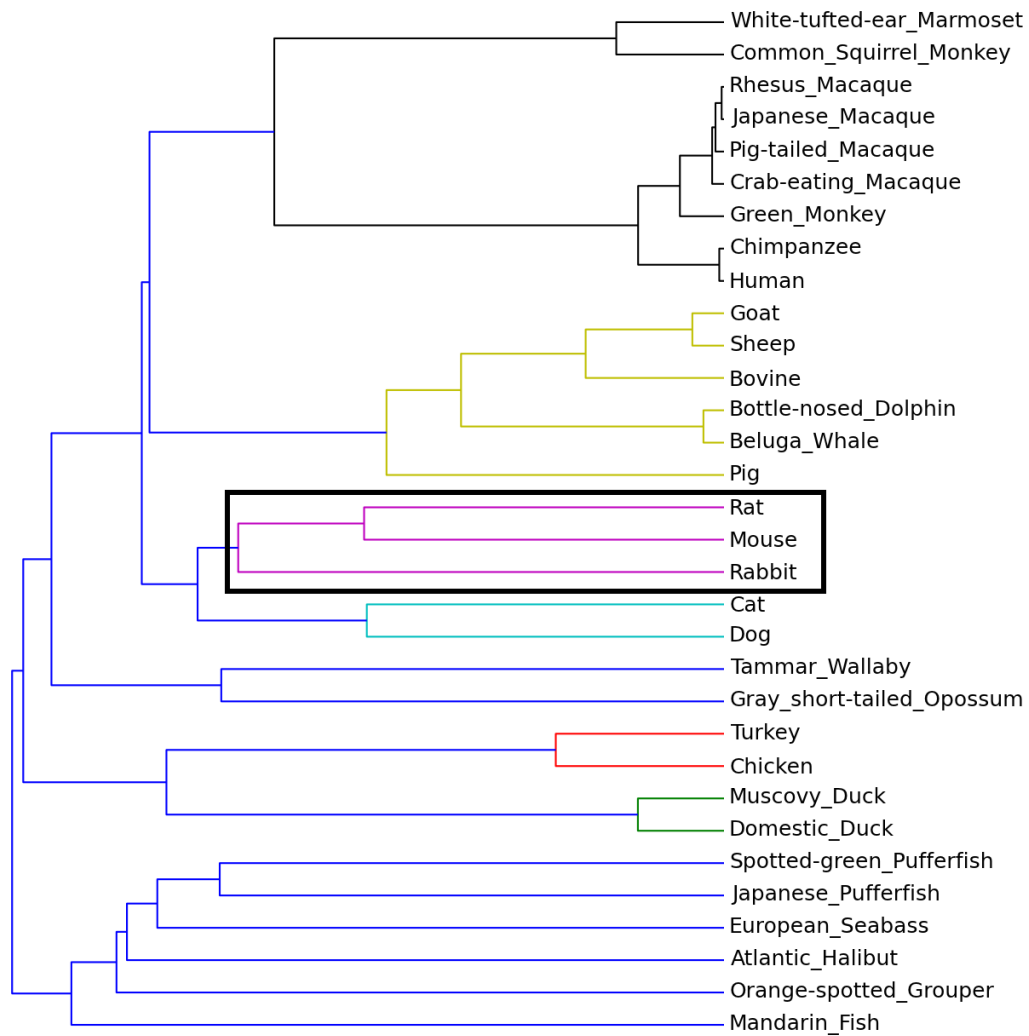 White-tufted-ear_Marmoset
Common_Squirrel_Monkey
Rhesus_Macaque
Japanese_Macaque
Pig-tailed_Macaque
Crab-eating_Macaque
Green_Monkey
Chimpanzee
Human
Goat
Sheep
Bovine
Bottle-nosed_Dolphin
Beluga_Whale
Pig
Rat
Mouse
Rabbit
Cat
Dog
Tammar_Wallaby
Gray_short-tailed_Opossum
Turkey
Chicken
Muscovy_Duck
Domestic_Duck
Spotted-green_Pufferfish
Japanese_Pufferfish
European_Seabass
Atlantic_Halibut
Orange-spotted_Grouper
Mandarin_Fish